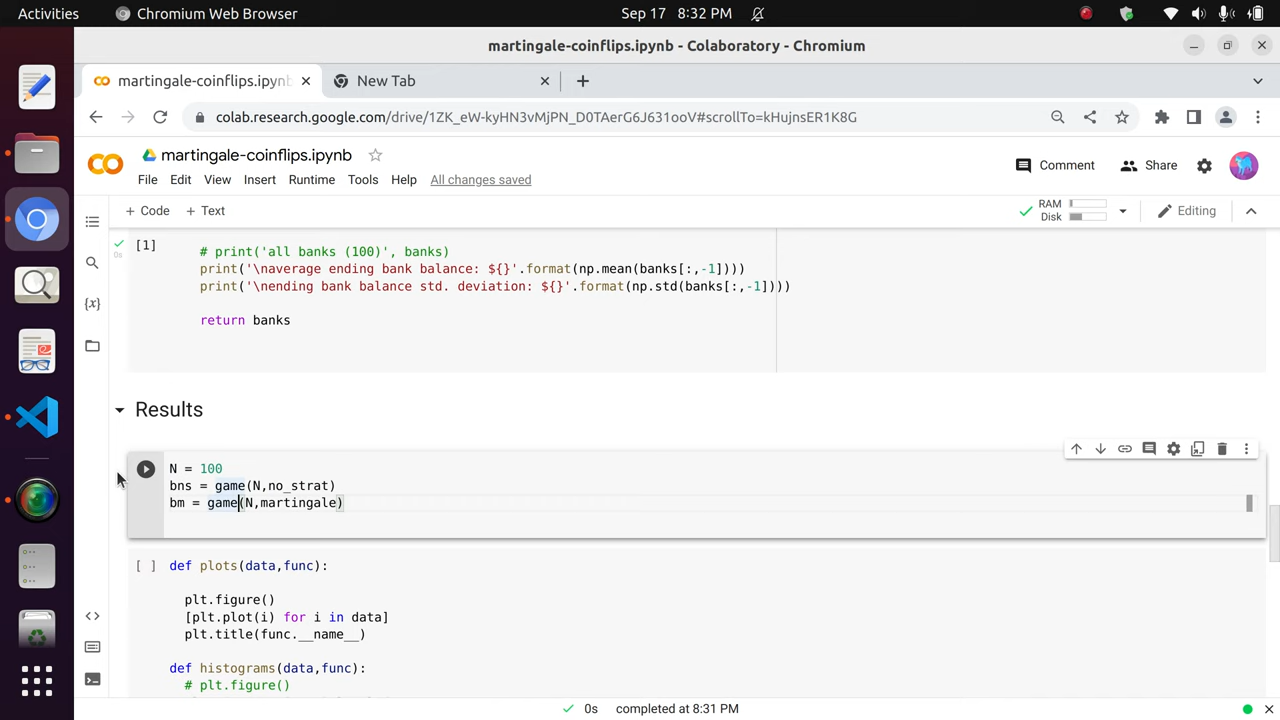 Activities
Chromium Web Browser
Sep 17 8:32 PM
martingale-coinflips.ipynb - Colaboratory - Chromium
martingale-coinflips.ipynb
New Tab
colab.research.google.com/drive/1ZK_eW-kyHN3vMjPN_D0TAerG6J631ooV#scrollTo=kHujnsER1K8G
martingale-coinflips.ipynb
Comment
Share
File Edit View Insert Runtime Tools Help All changes saved
+ Code + Text
RAM
Disk
Editing
[1]
0s
# print('all banks (100)', banks)
print('\naverage ending bank balance: ${}'.format(np.mean(banks[:,-1])))
print('\nending bank balance std. deviation: ${}'.format(np.std(banks[:,-1])))
return banks
{x}
Results
N = 100
bns = game(N,no_strat)
bm = game(N,martingale)
[ ] def plots(data,func):
plt.figure()
[plt.plot(i) for i in data]
plt.title(func.__name__)
def histograms(data,func):
# plt.figure()
0s completed at 8:31 PM